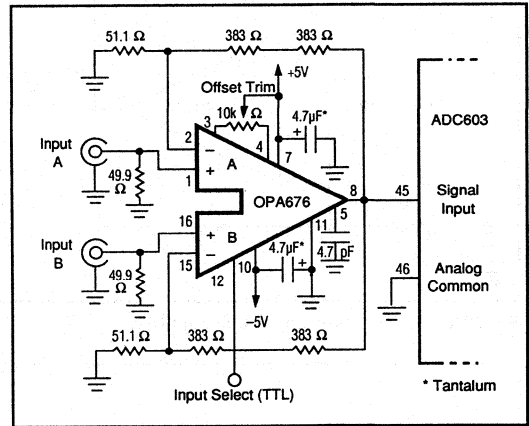 51.1 Ω
383 Ω
383 Ω
+5V
Offset Trim
10k Ω
3
4
7
4.7µF*
+
ADC603
Input
A
2
−
A
1
+
49.9
Ω
OPA676
8
45
Signal
Input
5
11
4.7 pF
Input
B
16
+
B
15
−
49.9
Ω
12
10
4.7µF*
+
−5V
46
Analog
Common
51.1 Ω
383 Ω
383 Ω
Input Select (TTL)
* Tantalum